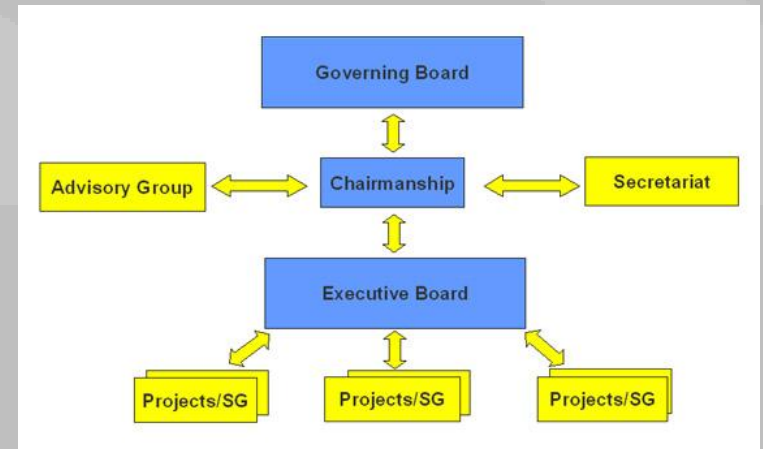 Governing Board
Advisory Group
Chairmanship
Secretariat
Executive Board
Projects/SG
Projects/SG
Projects/SG